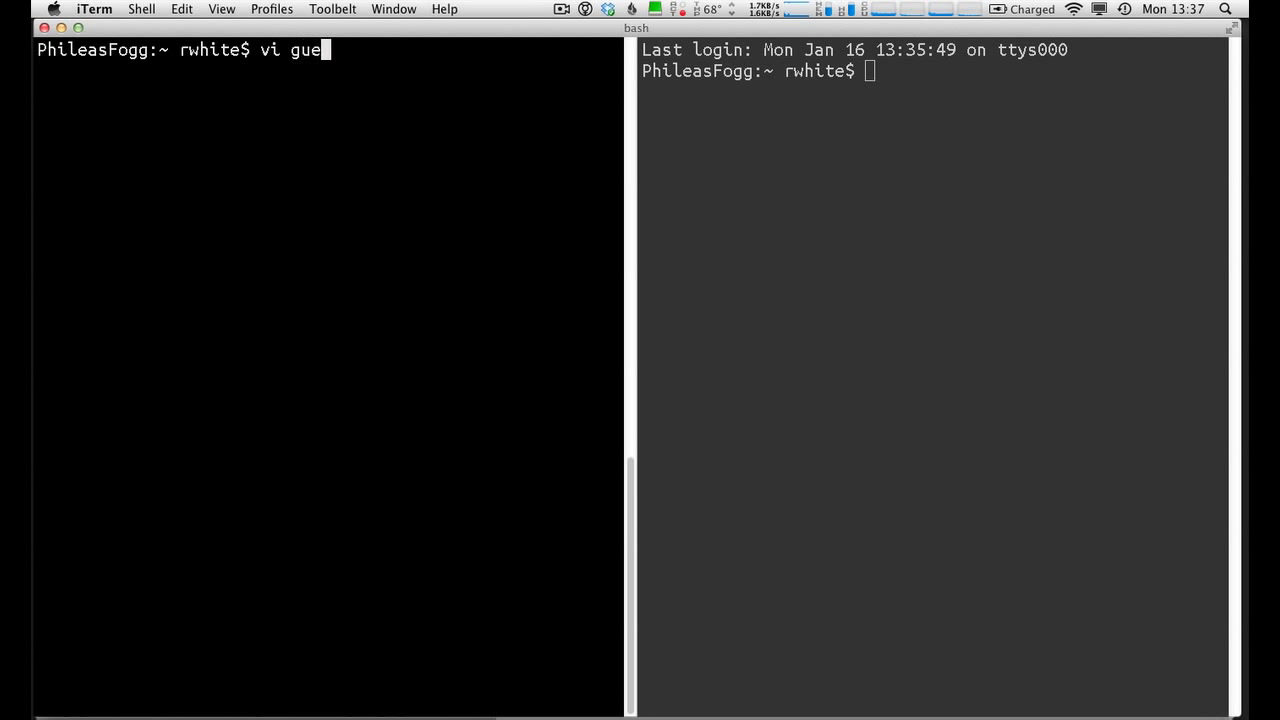 iTerm Shell Edit View Profiles Toolbelt Window Help 68° 1.7KB/s 1.6KB/s Charged Mon 13:37
bash
PhileasFogg:~ rwhite$ vi gue
Last login: Mon Jan 16 13:35:49 on ttys000
PhileasFogg:~ rwhite$